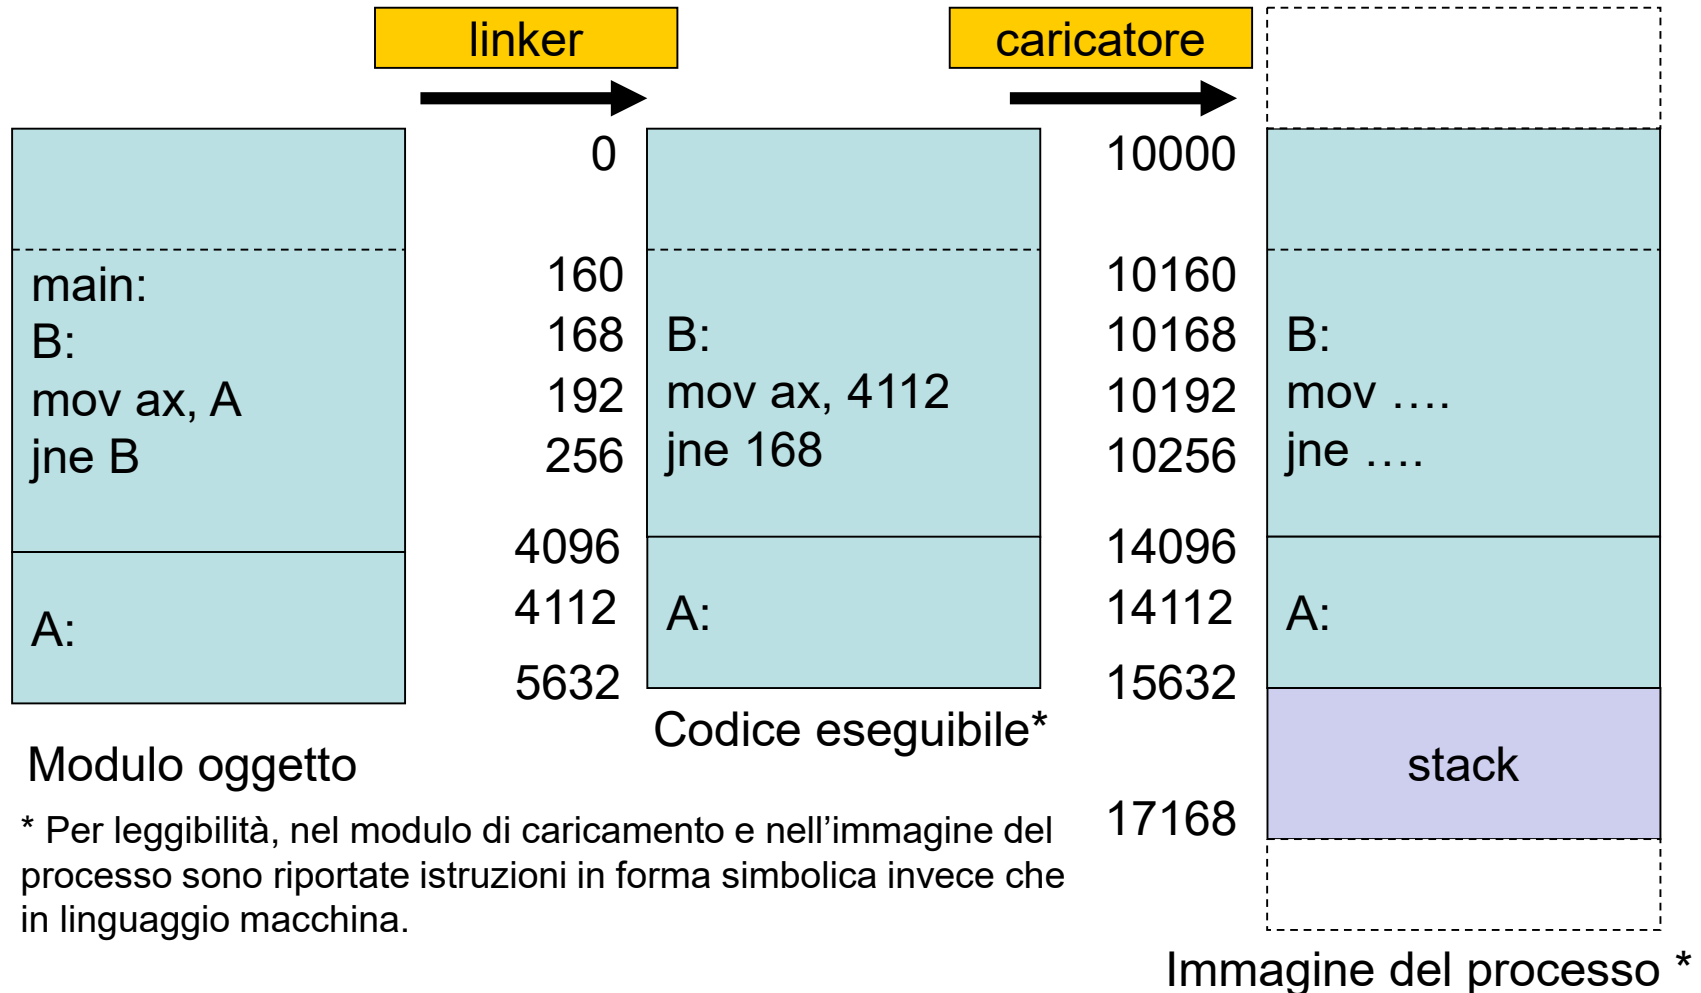 linker
caricatore
main:
B:
mov ax, A
jne B
A:
Modulo oggetto
0
160
168
192
256
4096
4112
5632
B:
mov ax, 4112
jne 168
A:
Codice eseguibile*
10000
10160
10168
10192
10256
14096
14112
15632
17168
B:
mov ….
jne ….
A:
stack
Immagine del processo *
* Per leggibilità, nel modulo di caricamento e nell’immagine del
processo sono riportate istruzioni in forma simbolica invece che
in linguaggio macchina.